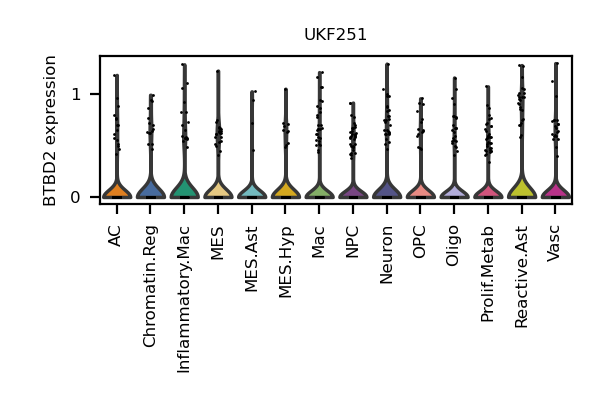 UKF251
BTBD2 expression
1
0
AC
Chromatin.Reg
Inflammatory.Mac
MES
MES.Ast
MES.Hyp
Mac
NPC
Neuron
OPC
Oligo
Prolif.Metab
Reactive.Ast
Vasc